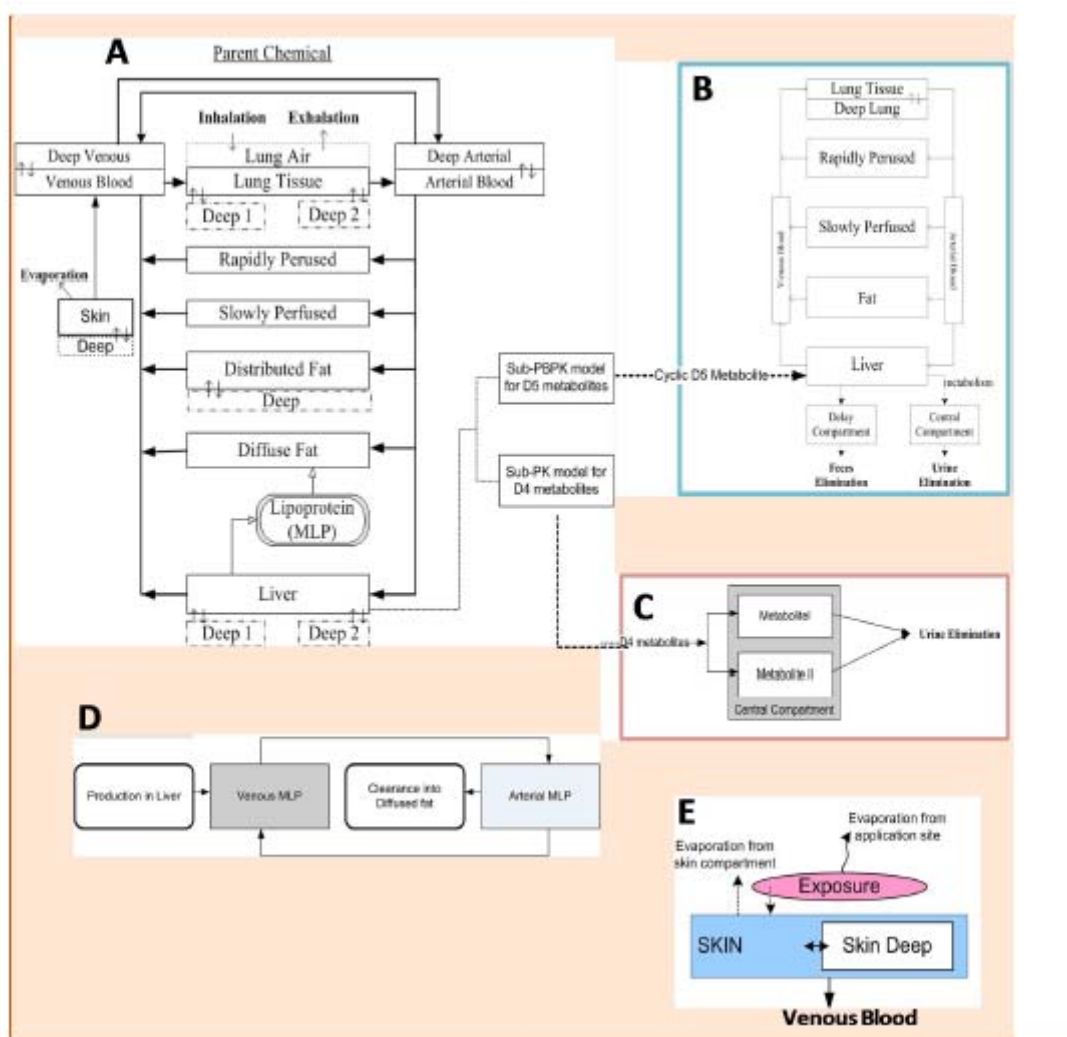 A
Parent Chemical
Inhalation Exhalation
Deep Venous
Venous Blood
Lung Air
Lung Tissue
Deep Arterial
Arterial Blood
Deep 1
Deep 2
Rapidly Perused
Evaporation
Skin
Deep
Slowly Perfused
Distributed Fat
Deep
Diffuse Fat
Lipoprotein
(MLP)
Liver
Deep 1
Deep 2
Sub-PBPK model
for D5 metabolites
Sub-PK model for
D4 metabolites
Cyclic D5 Metabolite
B
Lung Tissue
Deep Lung
Rapidly Perused
Slowly Perfused
Venous Blood
Arterial Blood
Fat
Liver
metabolism
Delay
Compartment
Central
Compartment
Feces
Elimination
Urine
Elimination
C
D4 metabolites
MetaboliteI
Metabolite II
Central Compartment
Urine Elimination
D
Production in Liver
Venous MLP
Clearance into
Diffused fat
Arterial MLP
E
Evaporation from
skin compartment
Evaporation from
application site
Exposure
SKIN
Skin Deep
Venous Blood